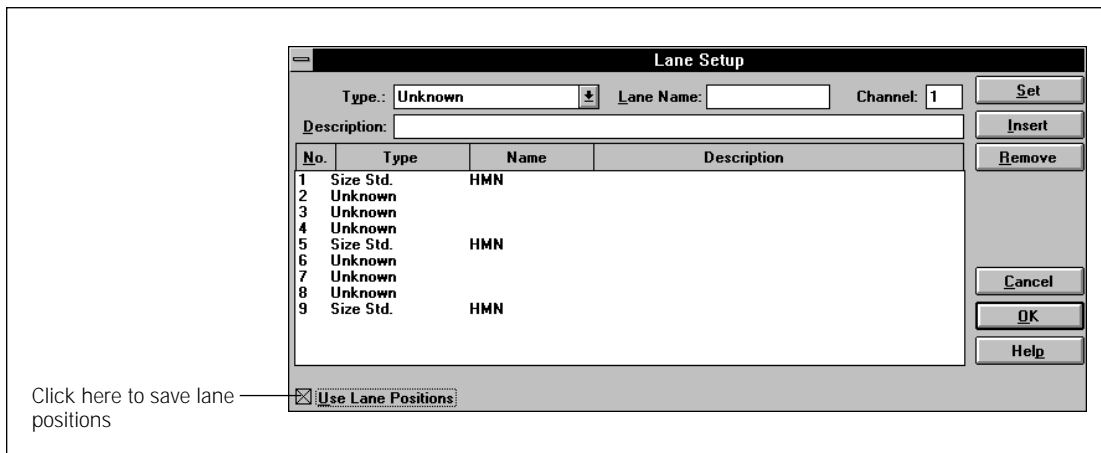 Lane Setup
Type.: Unknown Lane Name: Channel: 1 Set
Description: Insert
No. Type Name Description Remove
1 Size Std. HMN
2 Unknown
3 Unknown
4 Unknown
5 Size Std. HMN
6 Unknown
7 Unknown
8 Unknown
9 Size Std. HMN
Cancel
OK
Help
Click here to save lane
positions
Use Lane Positions